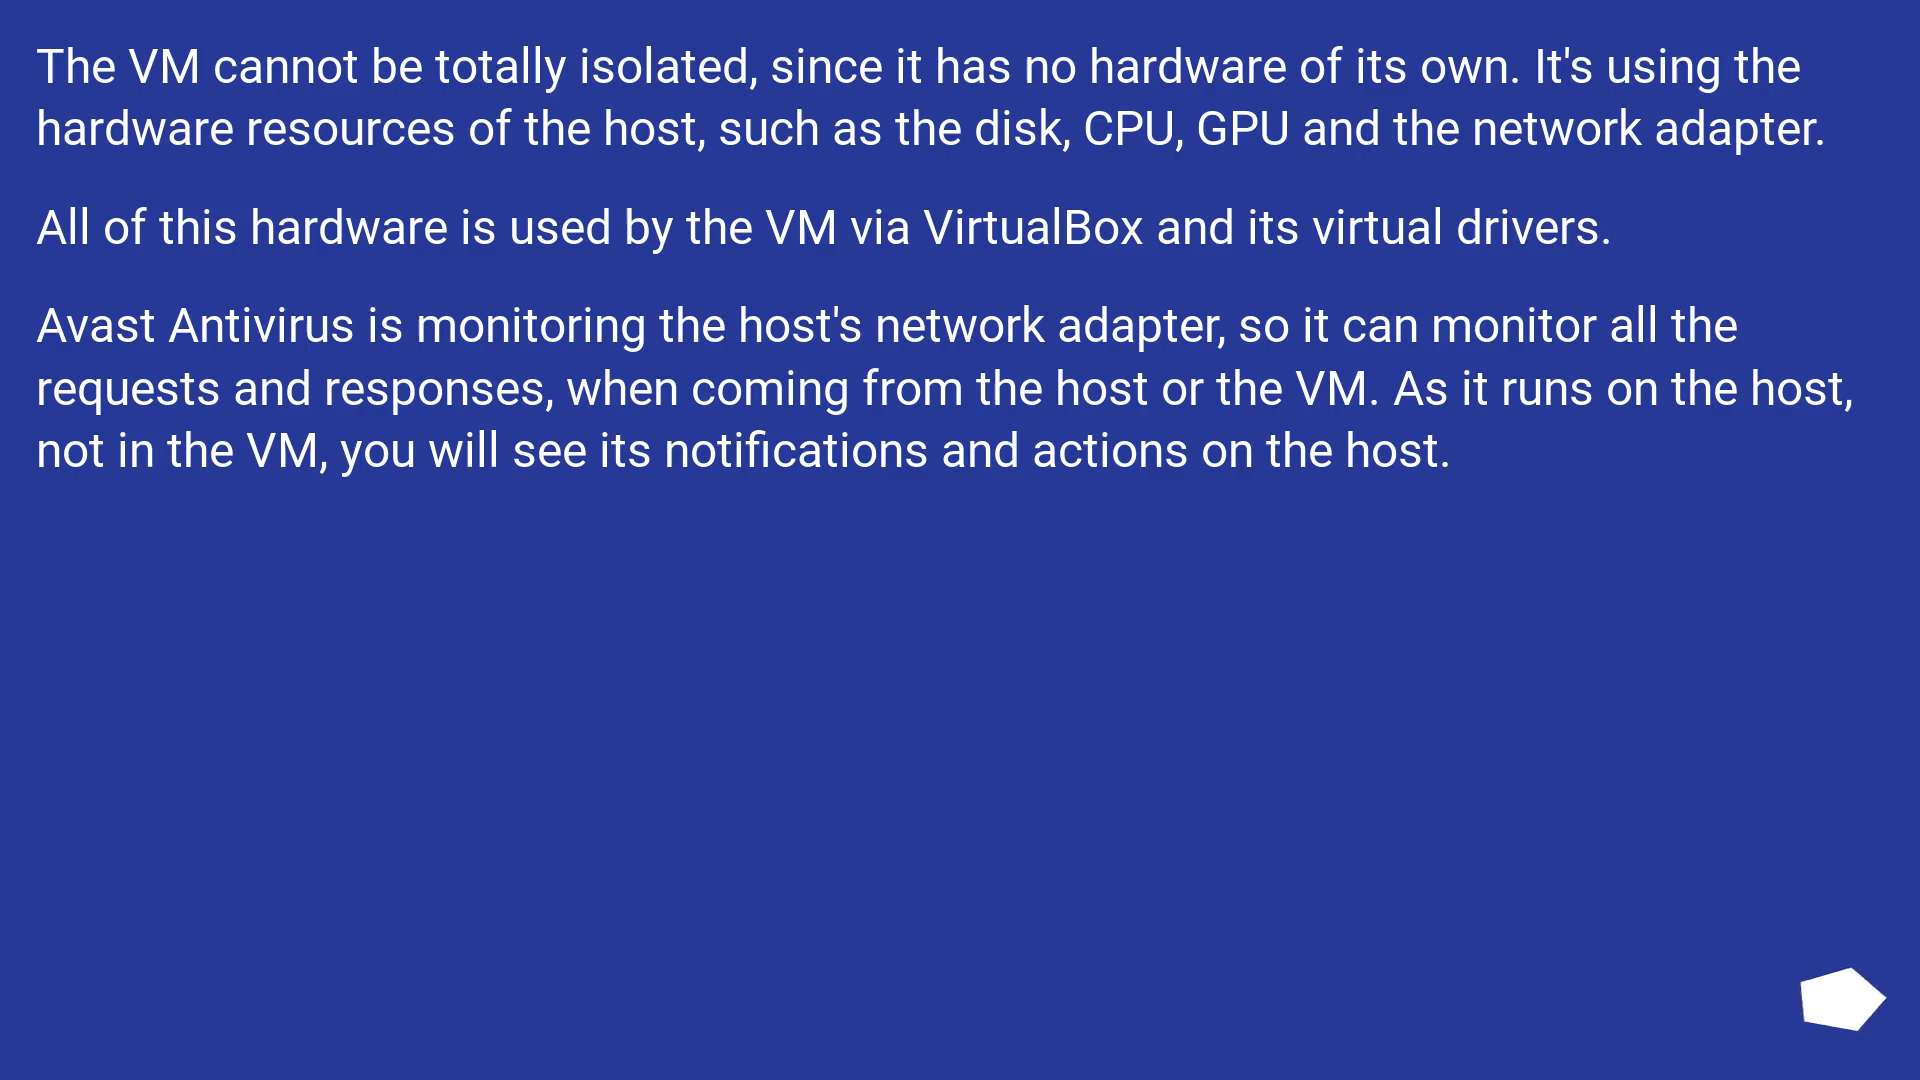 The VM cannot be totally isolated, since it has no hardware of its own. It's using the
hardware resources of the host, such as the disk, CPU, GPU and the network adapter.
All of this hardware is used by the VM via VirtualBox and its virtual drivers.
Avast Antivirus is monitoring the host's network adapter, so it can monitor all the
requests and responses, when coming from the host or the VM. As it runs on the host,
not in the VM, you will see its notifications and actions on the host.